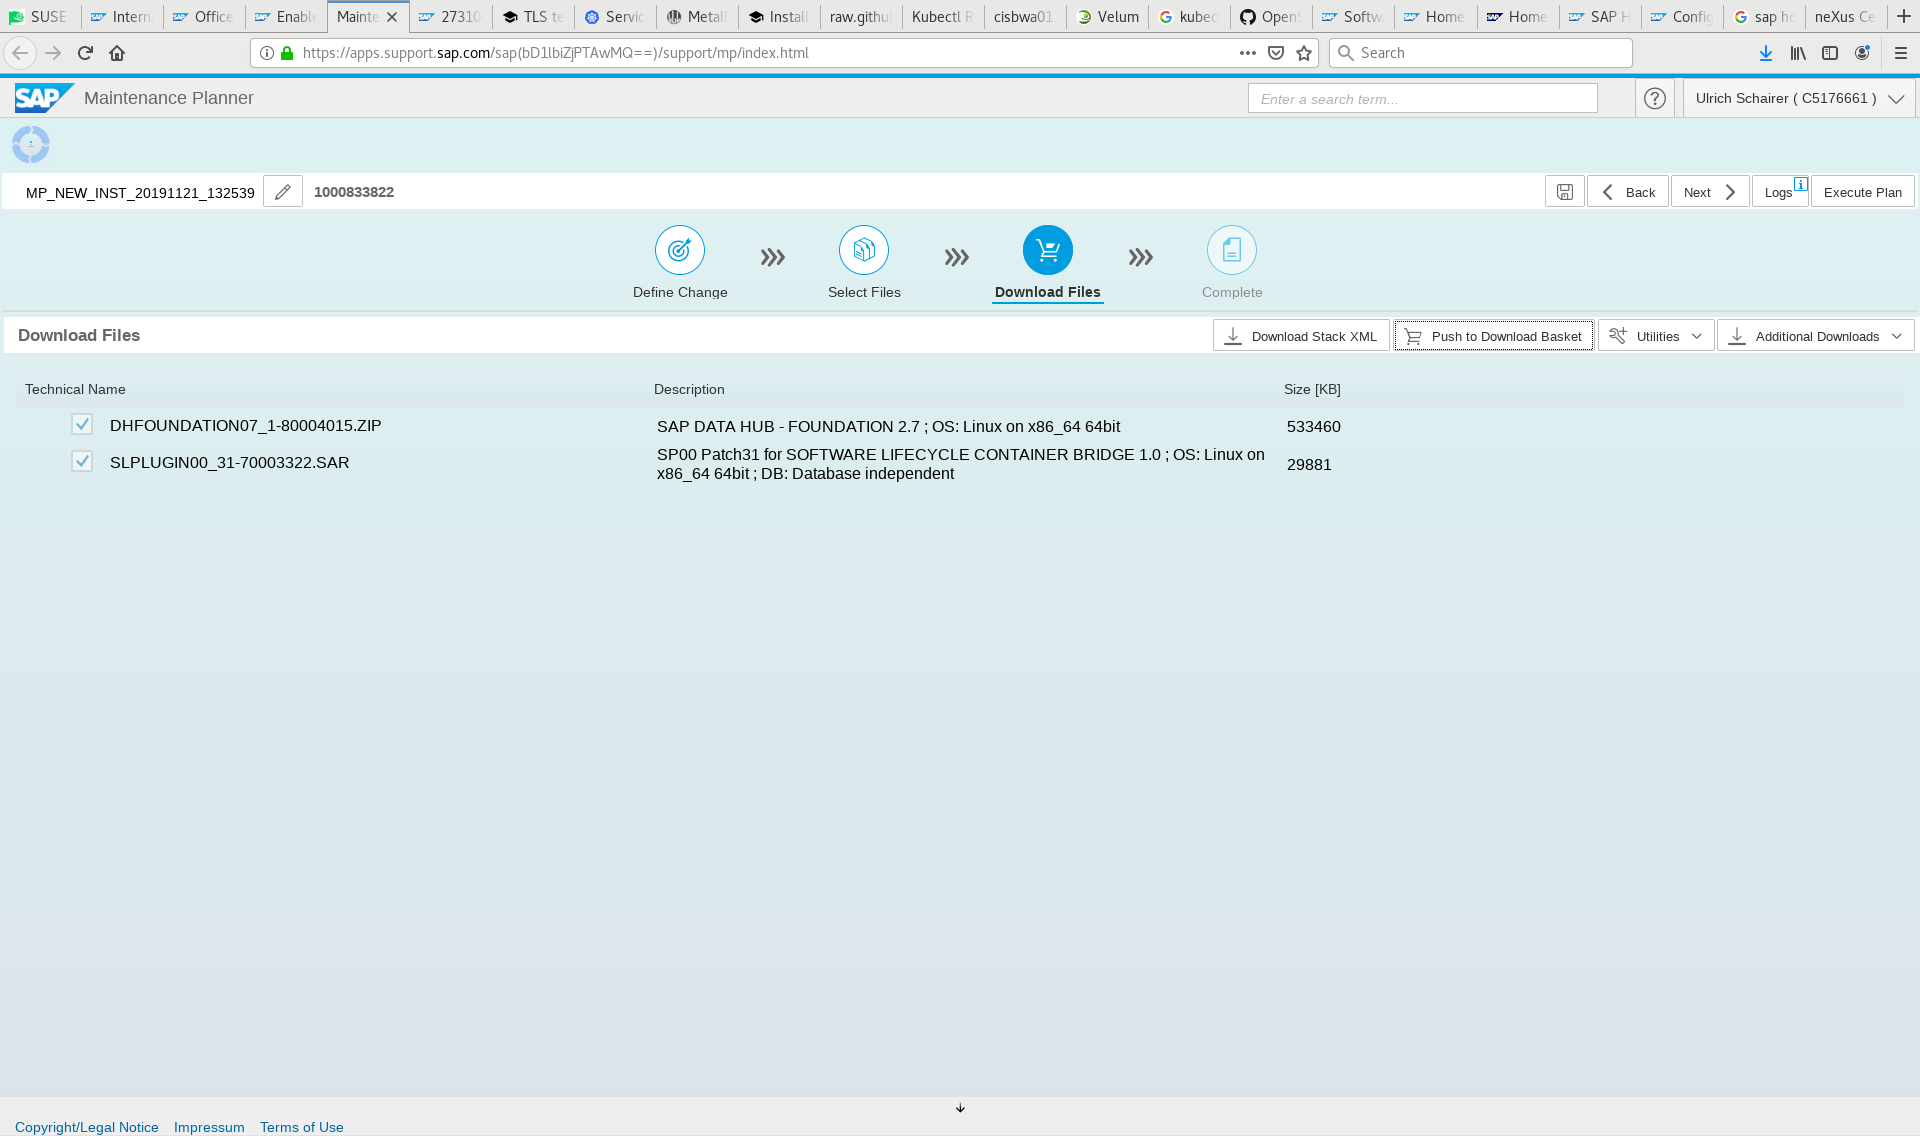 SUSE
Intern
Office
Enable
Mainte
27310
TLS te
Servic
Metall
Install
raw.githu
Kubectl R
cisbwa01
Velum
kubec
OpenS
Softw
Home
Home
SAP H
Config
sap ho
neXus Ce
https://apps.support.sap.com/sap(bD1lbiZjPTAwMQ==)/support/mp/index.html
Search
SAP Maintenance Planner
Enter a search term...
Ulrich Schairer ( C5176661 )
MP_NEW_INST_20191121_132539
1000833822
Back
Next
Logs
Execute Plan
Define Change
Select Files
Download Files
Complete
Download Files
Download Stack XML
Push to Download Basket
Utilities
Additional Downloads
Technical Name Description Size [KB]
DHFOUNDATION07_1-80004015.ZIP SAP DATA HUB - FOUNDATION 2.7 ; OS: Linux on x86_64 64bit 533460
SLPLUGIN00_31-70003322.SAR SP00 Patch31 for SOFTWARE LIFECYCLE CONTAINER BRIDGE 1.0 ; OS: Linux on
x86_64 64bit ; DB: Database independent 29881
Copyright/Legal Notice Impressum Terms of Use